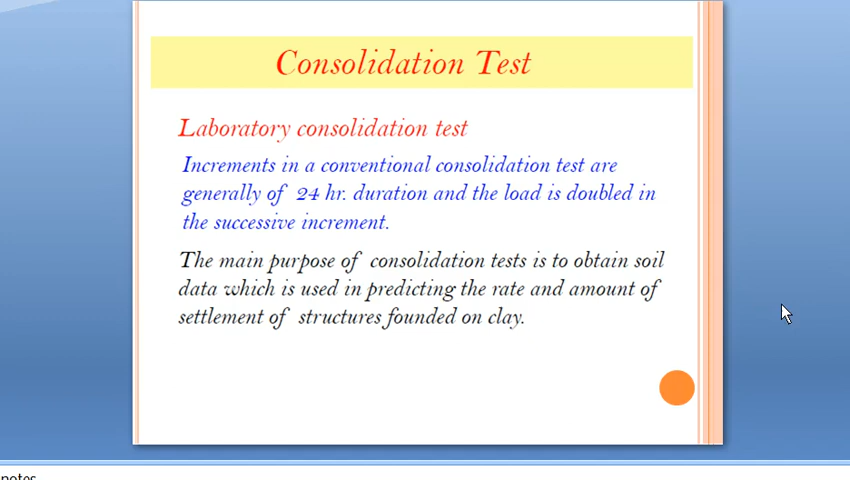 Consolidation Test
Laboratory consolidation test
Increments in a conventional consolidation test are
generally of 24 hr. duration and the load is doubled in
the successive increment.
The main purpose of consolidation tests is to obtain soil
data which is used in predicting the rate and amount of
settlement of structures founded on clay.
notes